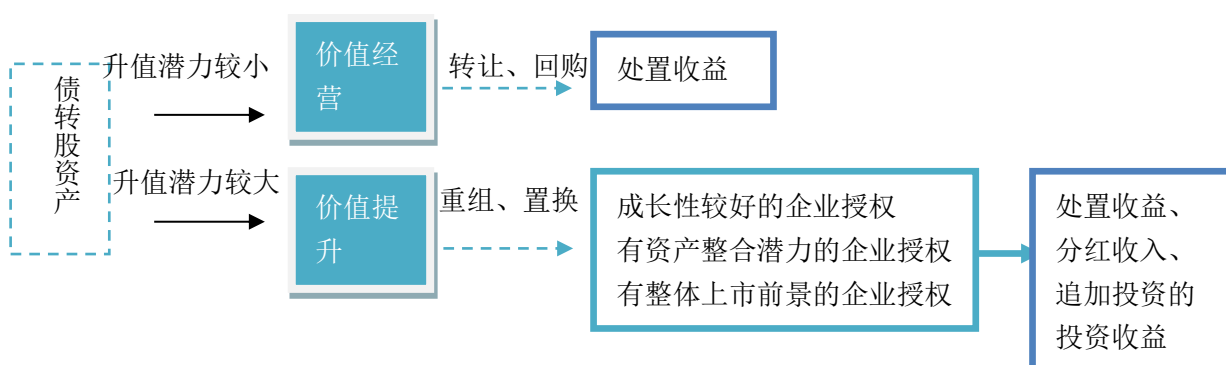 债转股资产
升值潜力较小
价值经
营
转让、回购
处置收益
升值潜力较大
价值提
升
重组、置换
成长性较好的企业授权
有资产整合潜力的企业授权
有整体上市前景的企业授权
处置收益、
分红收入、
追加投资的
投资收益